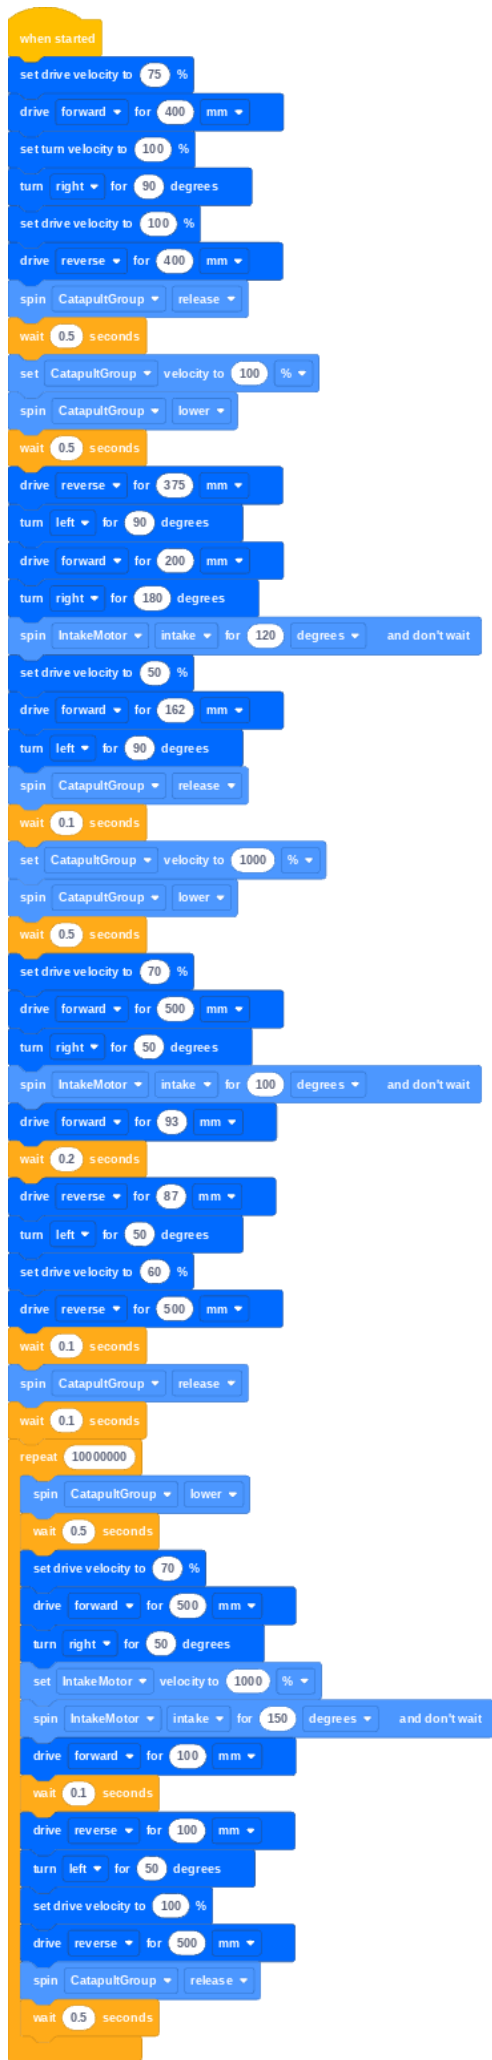 when started
set drive velocity to 75 %
drive forward for 400 mm
set turn velocity to 100 %
turn right for 90 degrees
set drive velocity to 100 %
drive reverse for 400 mm
spin CatapultGroup release
wait 0.5 seconds
set CatapultGroup velocity to 100 %
spin CatapultGroup lower
wait 0.5 seconds
drive reverse for 375 mm
turn left for 90 degrees
drive forward for 200 mm
turn right for 180 degrees
spin IntakeMotor intake for 120 degrees and don't wait
set drive velocity to 50 %
drive forward for 162 mm
turn left for 90 degrees
spin CatapultGroup release
wait 0.1 seconds
set CatapultGroup velocity to 1000 %
spin CatapultGroup lower
wait 0.5 seconds
set drive velocity to 70 %
drive forward for 500 mm
turn right for 50 degrees
spin IntakeMotor intake for 100 degrees and don't wait
drive forward for 93 mm
wait 0.2 seconds
drive reverse for 87 mm
turn left for 50 degrees
set drive velocity to 60 %
drive reverse for 500 mm
wait 0.1 seconds
spin CatapultGroup release
wait 0.1 seconds
repeat 10000000
spin CatapultGroup lower
wait 0.5 seconds
set drive velocity to 70 %
drive forward for 500 mm
turn right for 50 degrees
set IntakeMotor velocity to 1000 %
spin IntakeMotor intake for 150 degrees and don't wait
drive forward for 100 mm
wait 0.1 seconds
drive reverse for 100 mm
turn left for 50 degrees
set drive velocity to 100 %
drive reverse for 500 mm
spin CatapultGroup release
wait 0.5 seconds